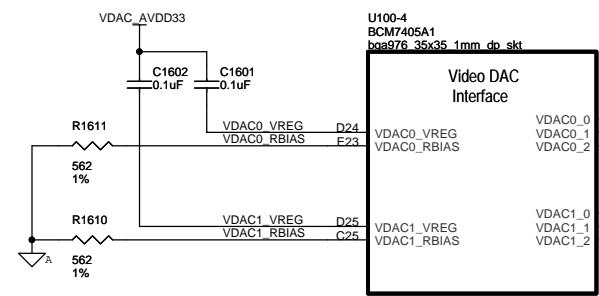 VDAC_AVDD33
U100-4
BCM7405A1
bga976_35x35_1mm_dp_skt
C1602
0.1uF
C1601
0.1uF
Video DAC
Interface
R1611
562
1%
VDAC0_VREG
D24
VDAC0_VREG
VDAC0_RBIAS
E23
VDAC0_RBIAS
VDAC0_0
VDAC0_1
VDAC0_2
R1610
562
1%
VDAC1_VREG
D25
VDAC1_VREG
VDAC1_RBIAS
C25
VDAC1_RBIAS
VDAC1_0
VDAC1_1
VDAC1_2
A